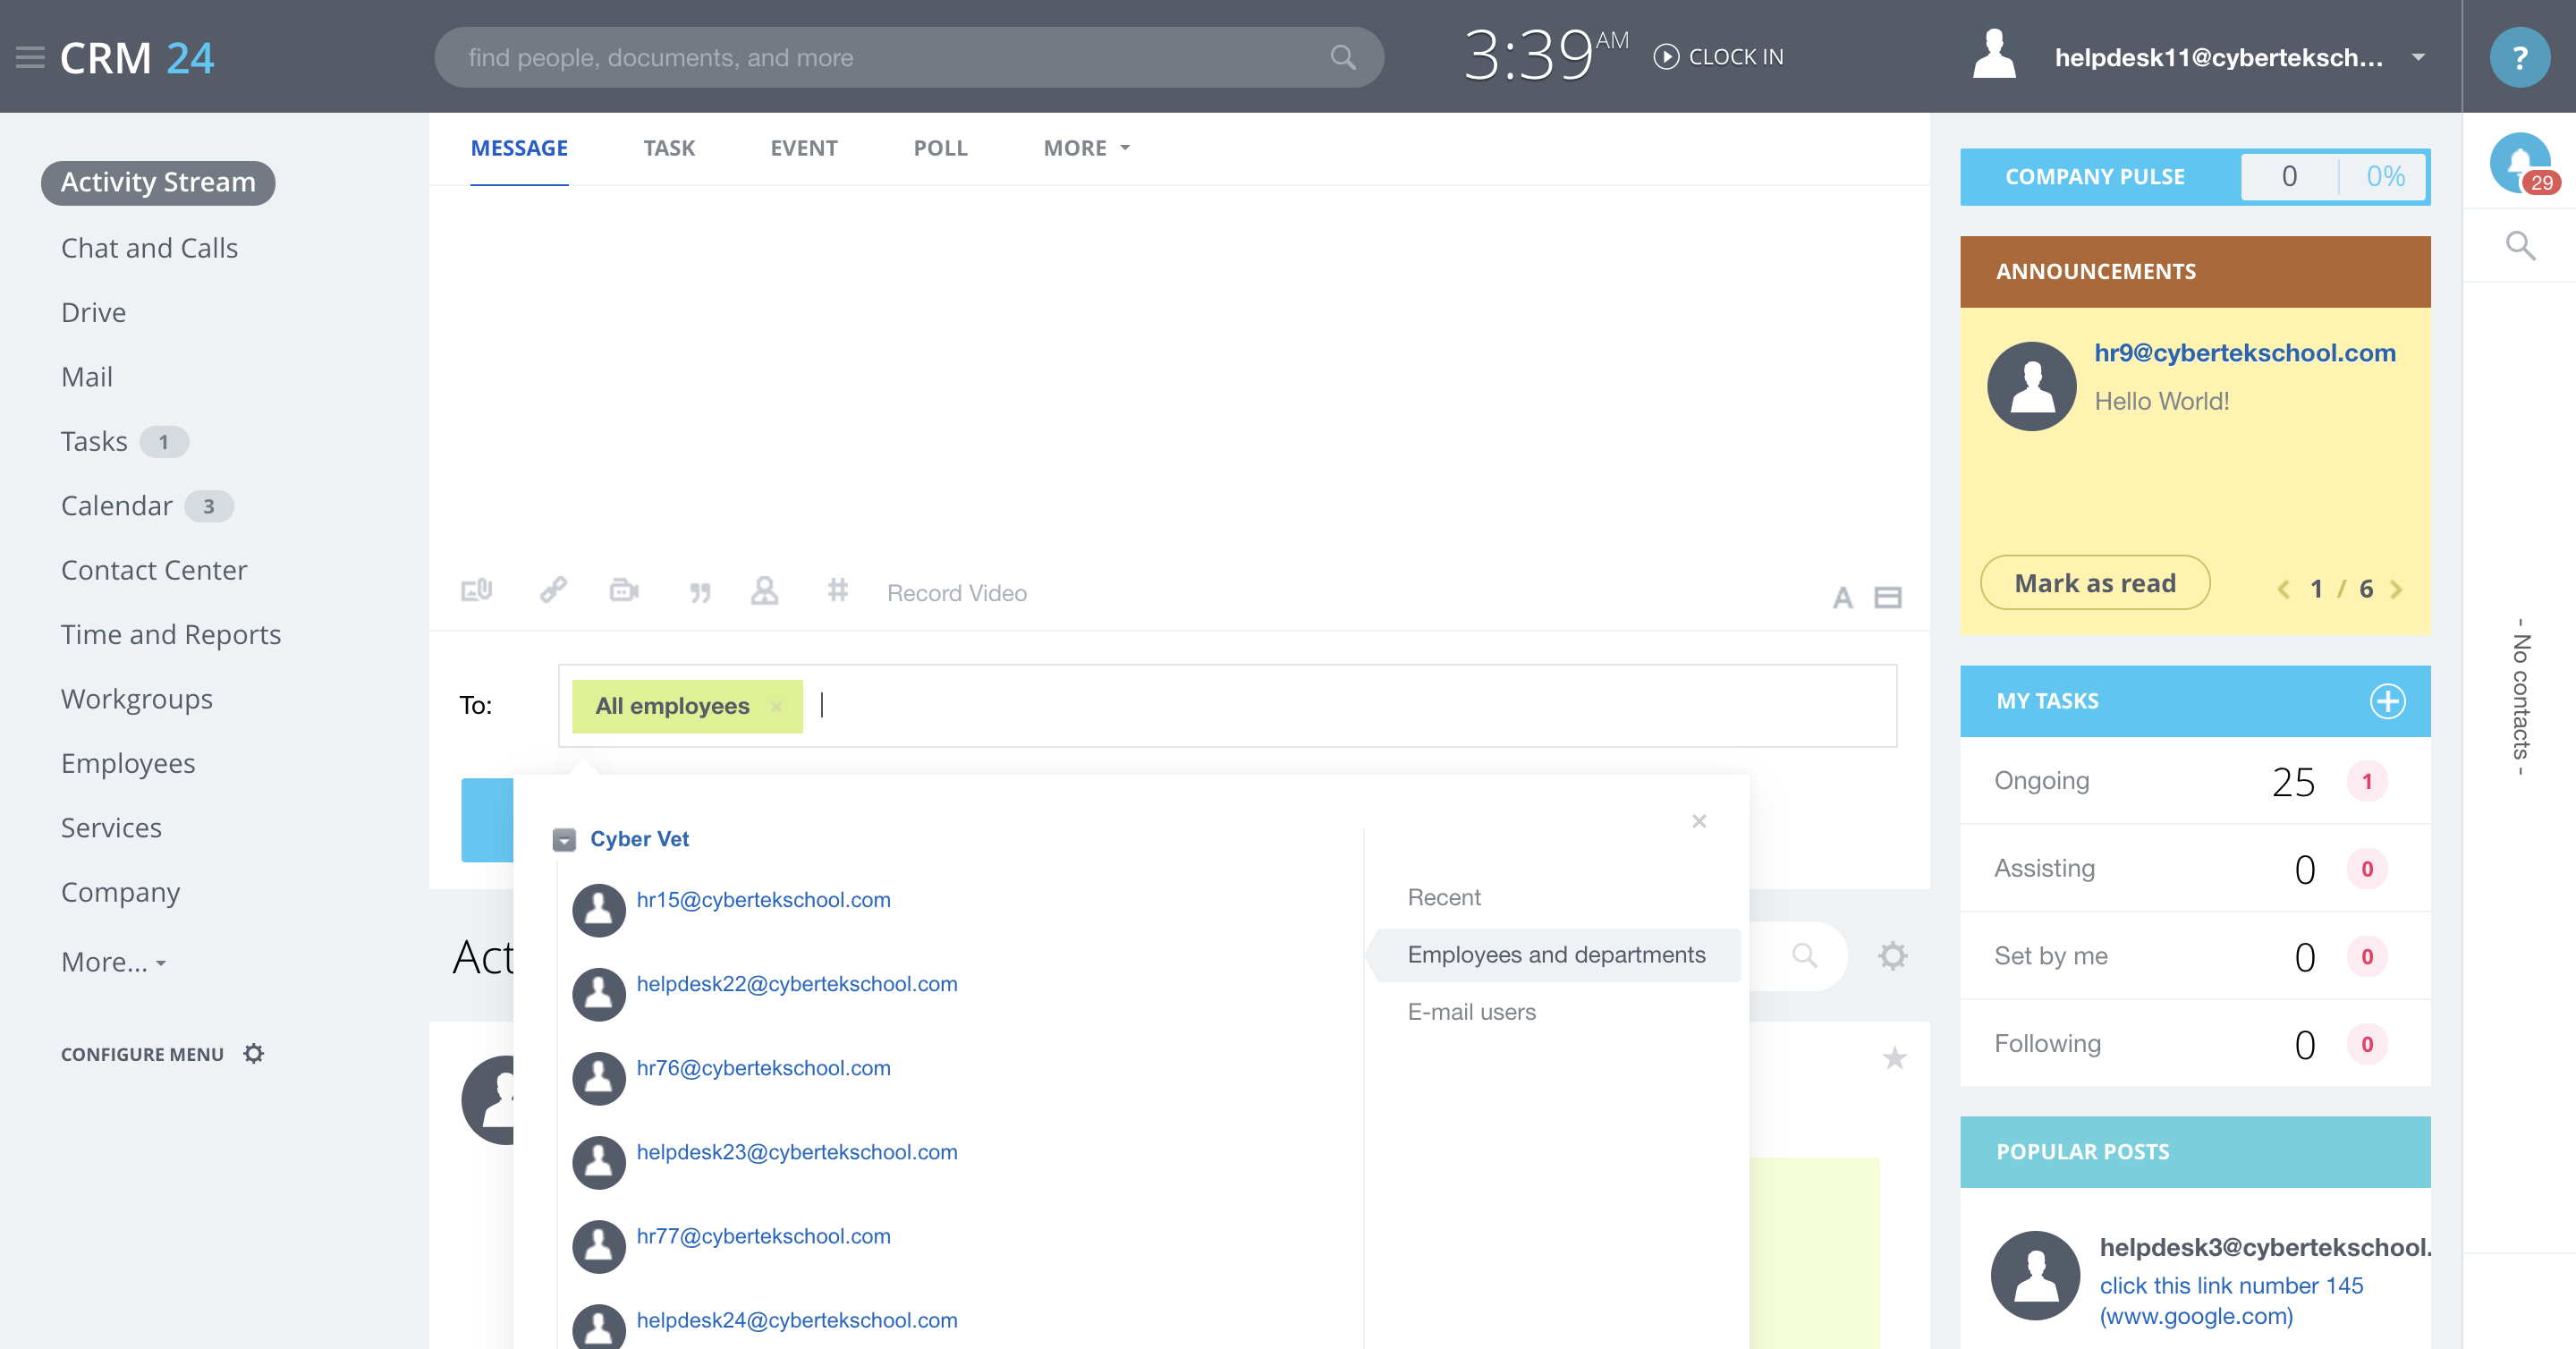 CRM 24
find people, documents, and more
3:39 AM
CLOCK IN
helpdesk11@cyberteksch...
?
Activity Stream
Chat and Calls
Drive
Mail
Tasks 1
Calendar 3
Contact Center
Time and Reports
Workgroups
Employees
Services
Company
More...
CONFIGURE MENU
MESSAGE TASK EVENT POLL MORE
Record Video
A
To: All employees ×
Cyber Vet
hr15@cybertekschool.com
helpdesk22@cybertekschool.com
hr76@cybertekschool.com
helpdesk23@cybertekschool.com
hr77@cybertekschool.com
helpdesk24@cybertekschool.com
×
Recent
Employees and departments
E-mail users
Act
COMPANY PULSE 0 0%
ANNOUNCEMENTS
hr9@cybertekschool.com
Hello World!
Mark as read
1 / 6
MY TASKS
Ongoing 25 1
Assisting 0 0
Set by me 0 0
Following 0 0
POPULAR POSTS
helpdesk3@cybertekschool.
click this link number 145
(www.google.com)
29
- No contacts -